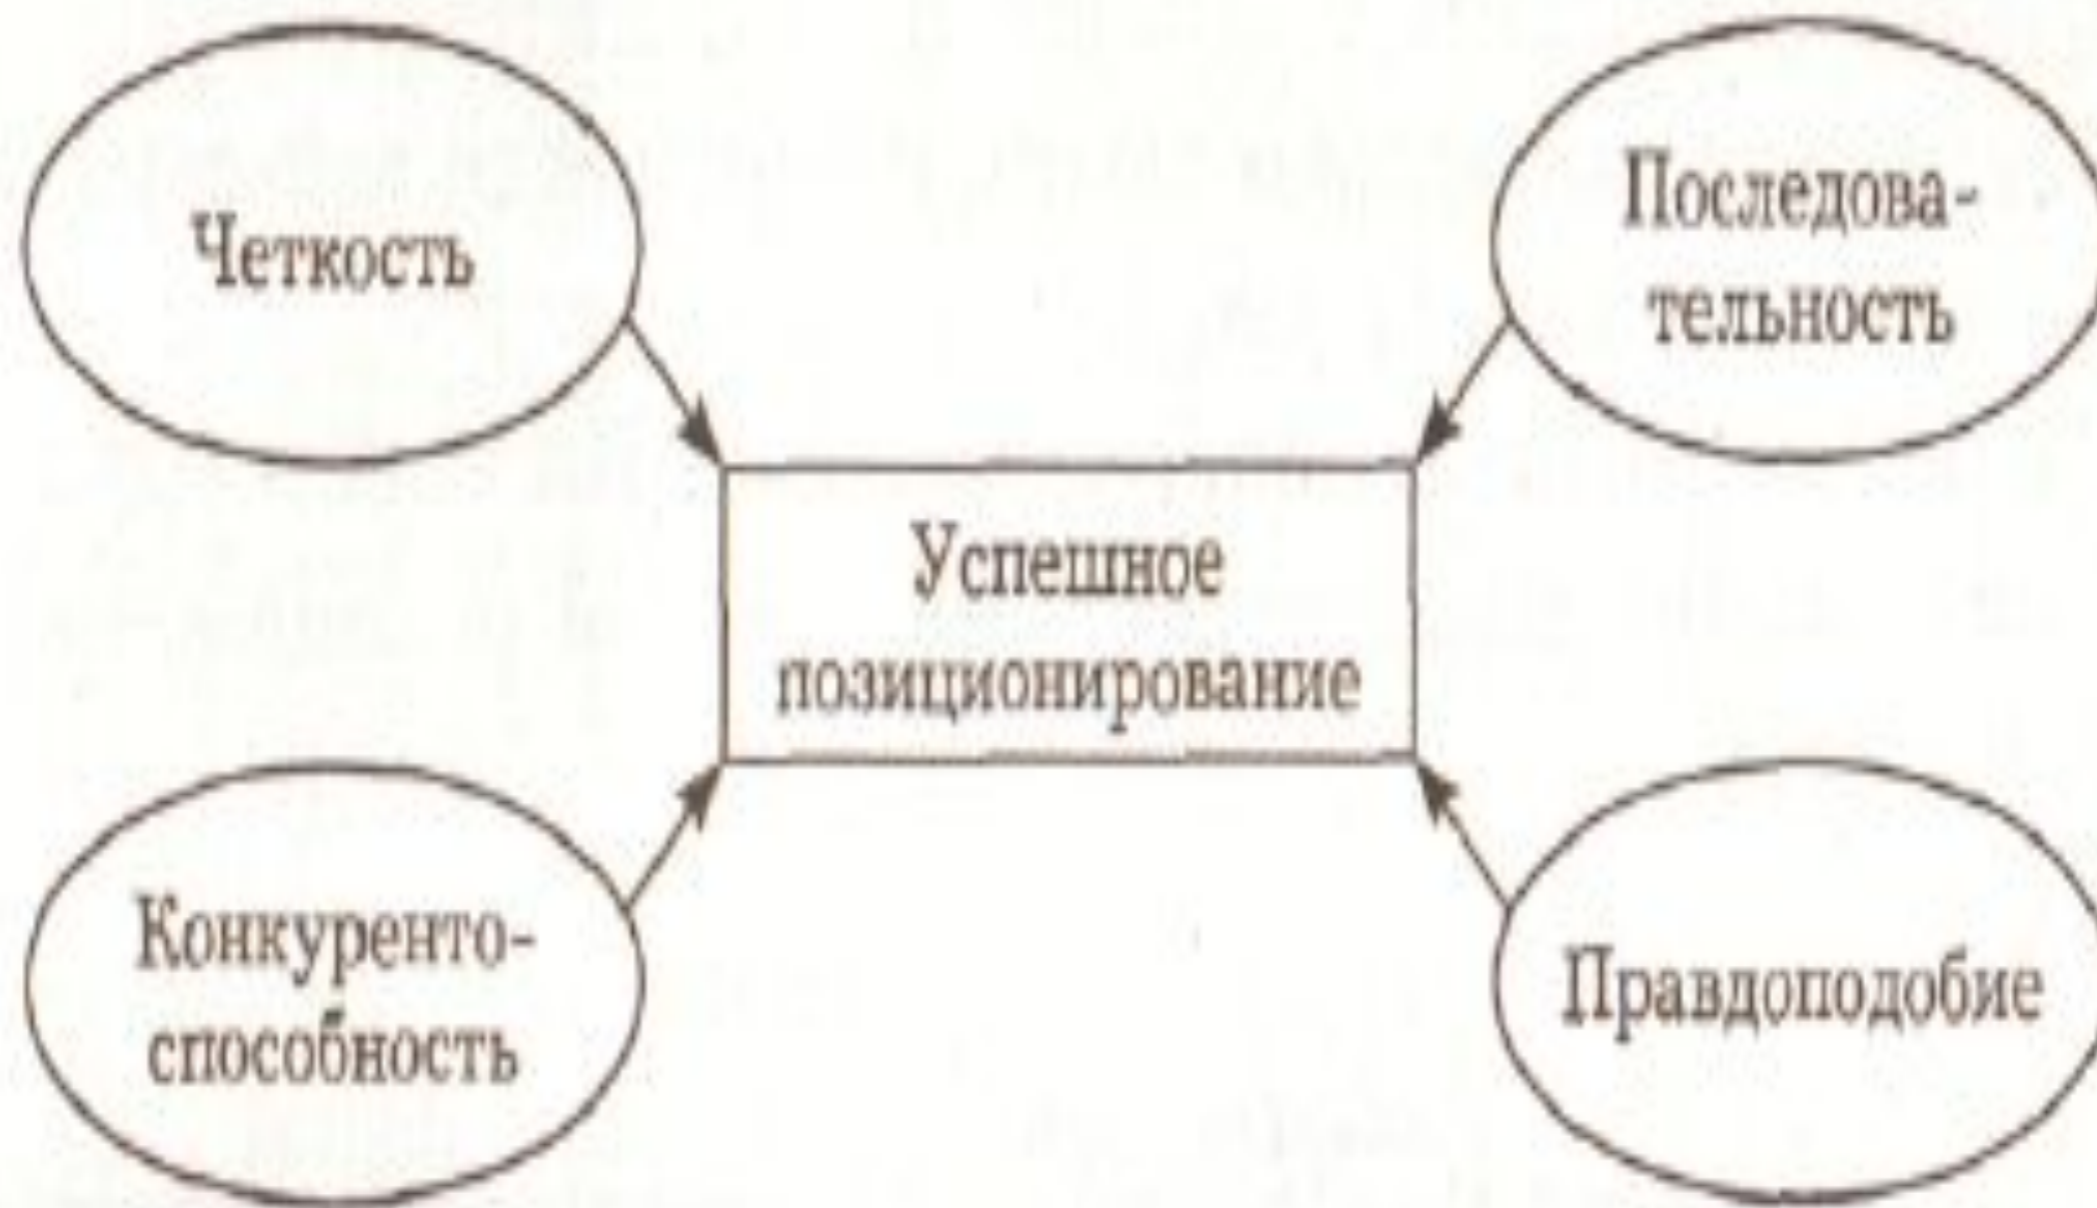 Четкость
Последова-
тельность
Успешное
позиционирование
Конкуренто-
способность
Правдоподобие